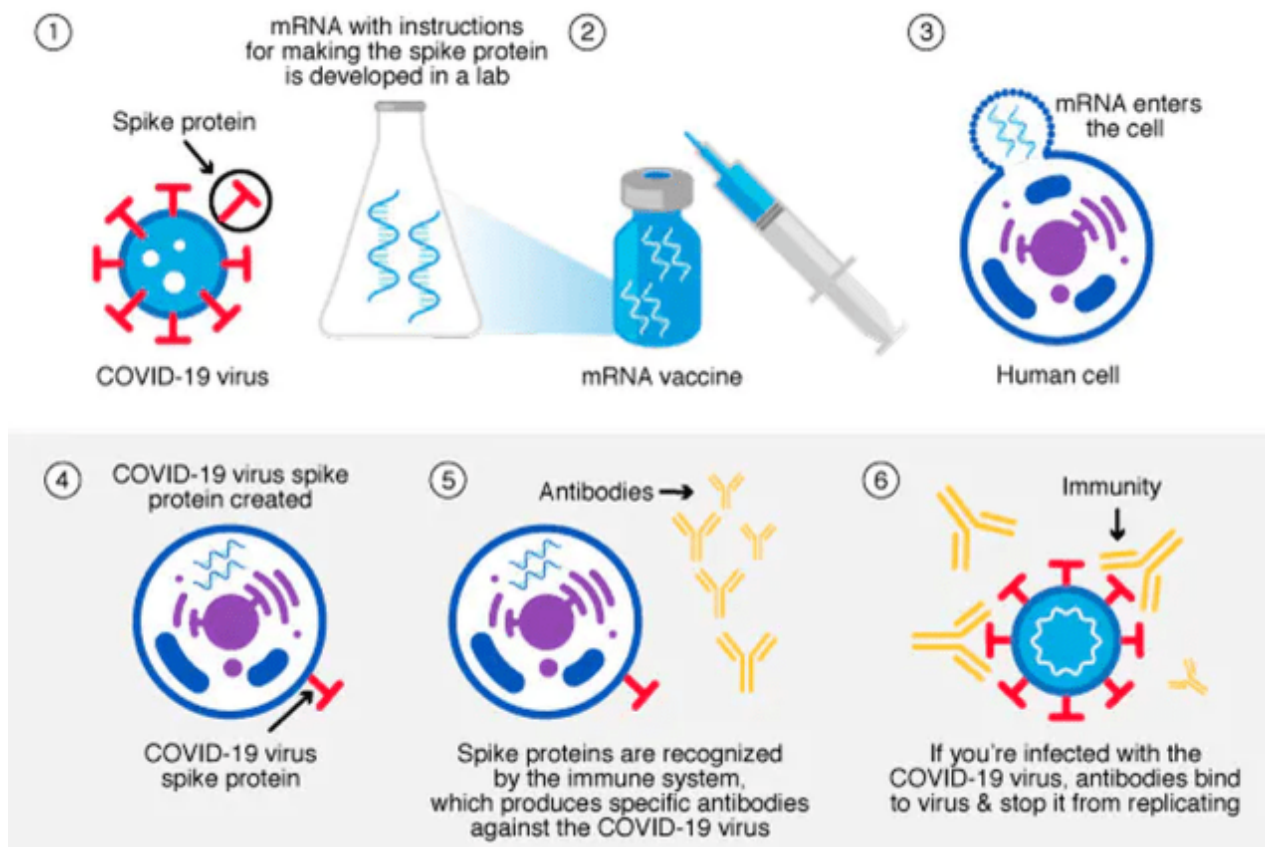 1
mRNA with instructions
for making the spike protein
is developed in a lab
Spike protein
COVID-19 virus
2
mRNA vaccine
3
mRNA enters
the cell
Human cell
4
COVID-19 virus spike
protein created
COVID-19 virus
spike protein
5
Antibodies
Spike proteins are recognized
by the immune system,
which produces specific antibodies
against the COVID-19 virus
6
Immunity
If you're infected with the
COVID-19 virus, antibodies bind
to virus & stop it from replicating